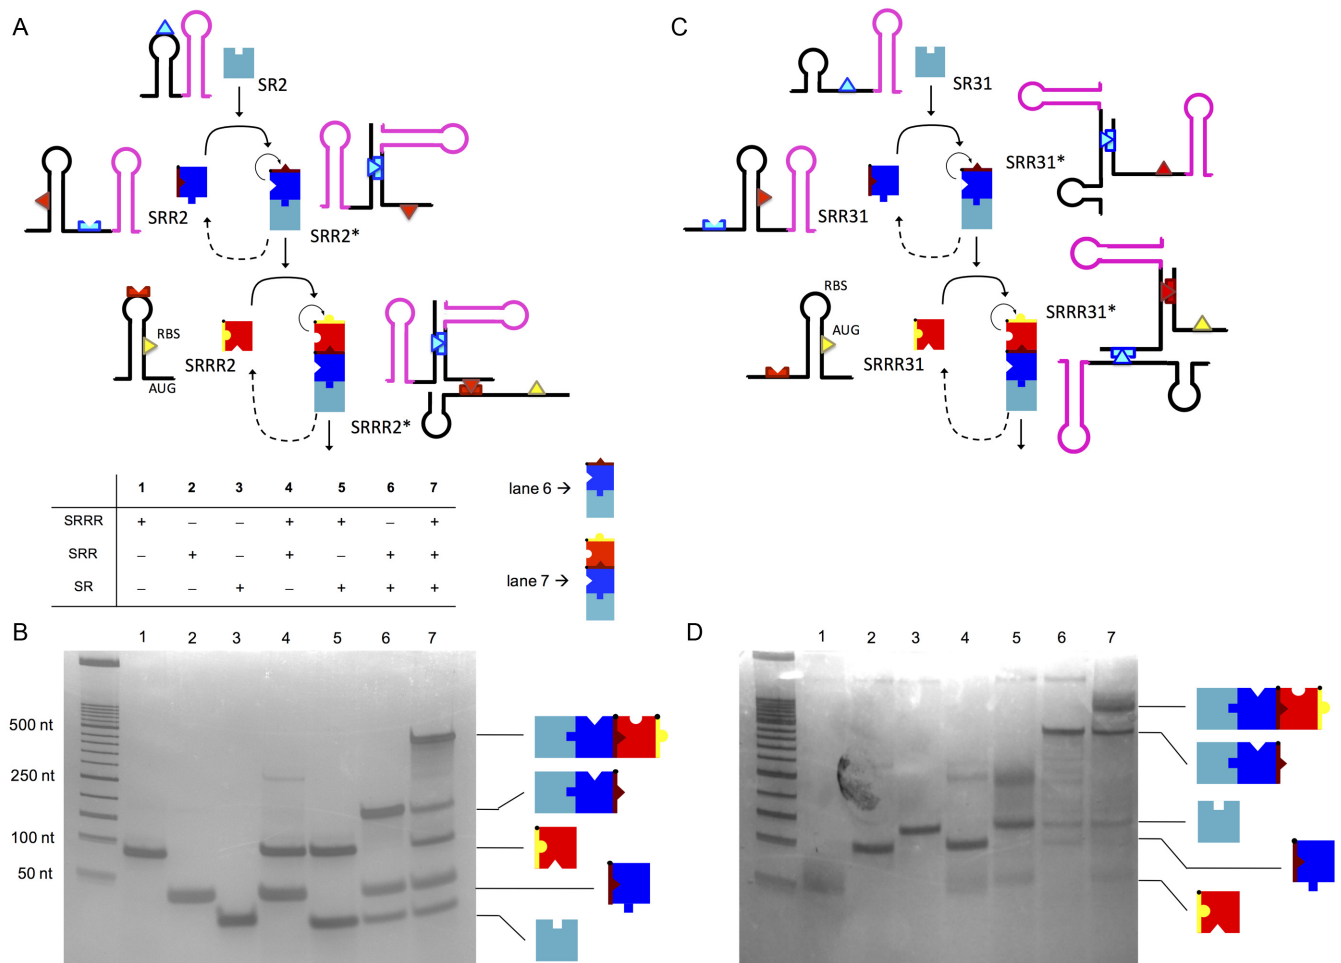 A
SR2
SRR2
SRR2*
RBS
AUG
SRRR2
SRRR2*
C
SR31
SRR31
SRR31*
RBS
AUG
SRRR31
SRRR31*
1 2 3 4 5 6 7
SRRR + – – + + – +
SRR – + – + – + +
SR – – + – + + +
lane 6 →
lane 7 →
B
1 2 3 4 5 6 7
500 nt
250 nt
100 nt
50 nt
D
1 2 3 4 5 6 7